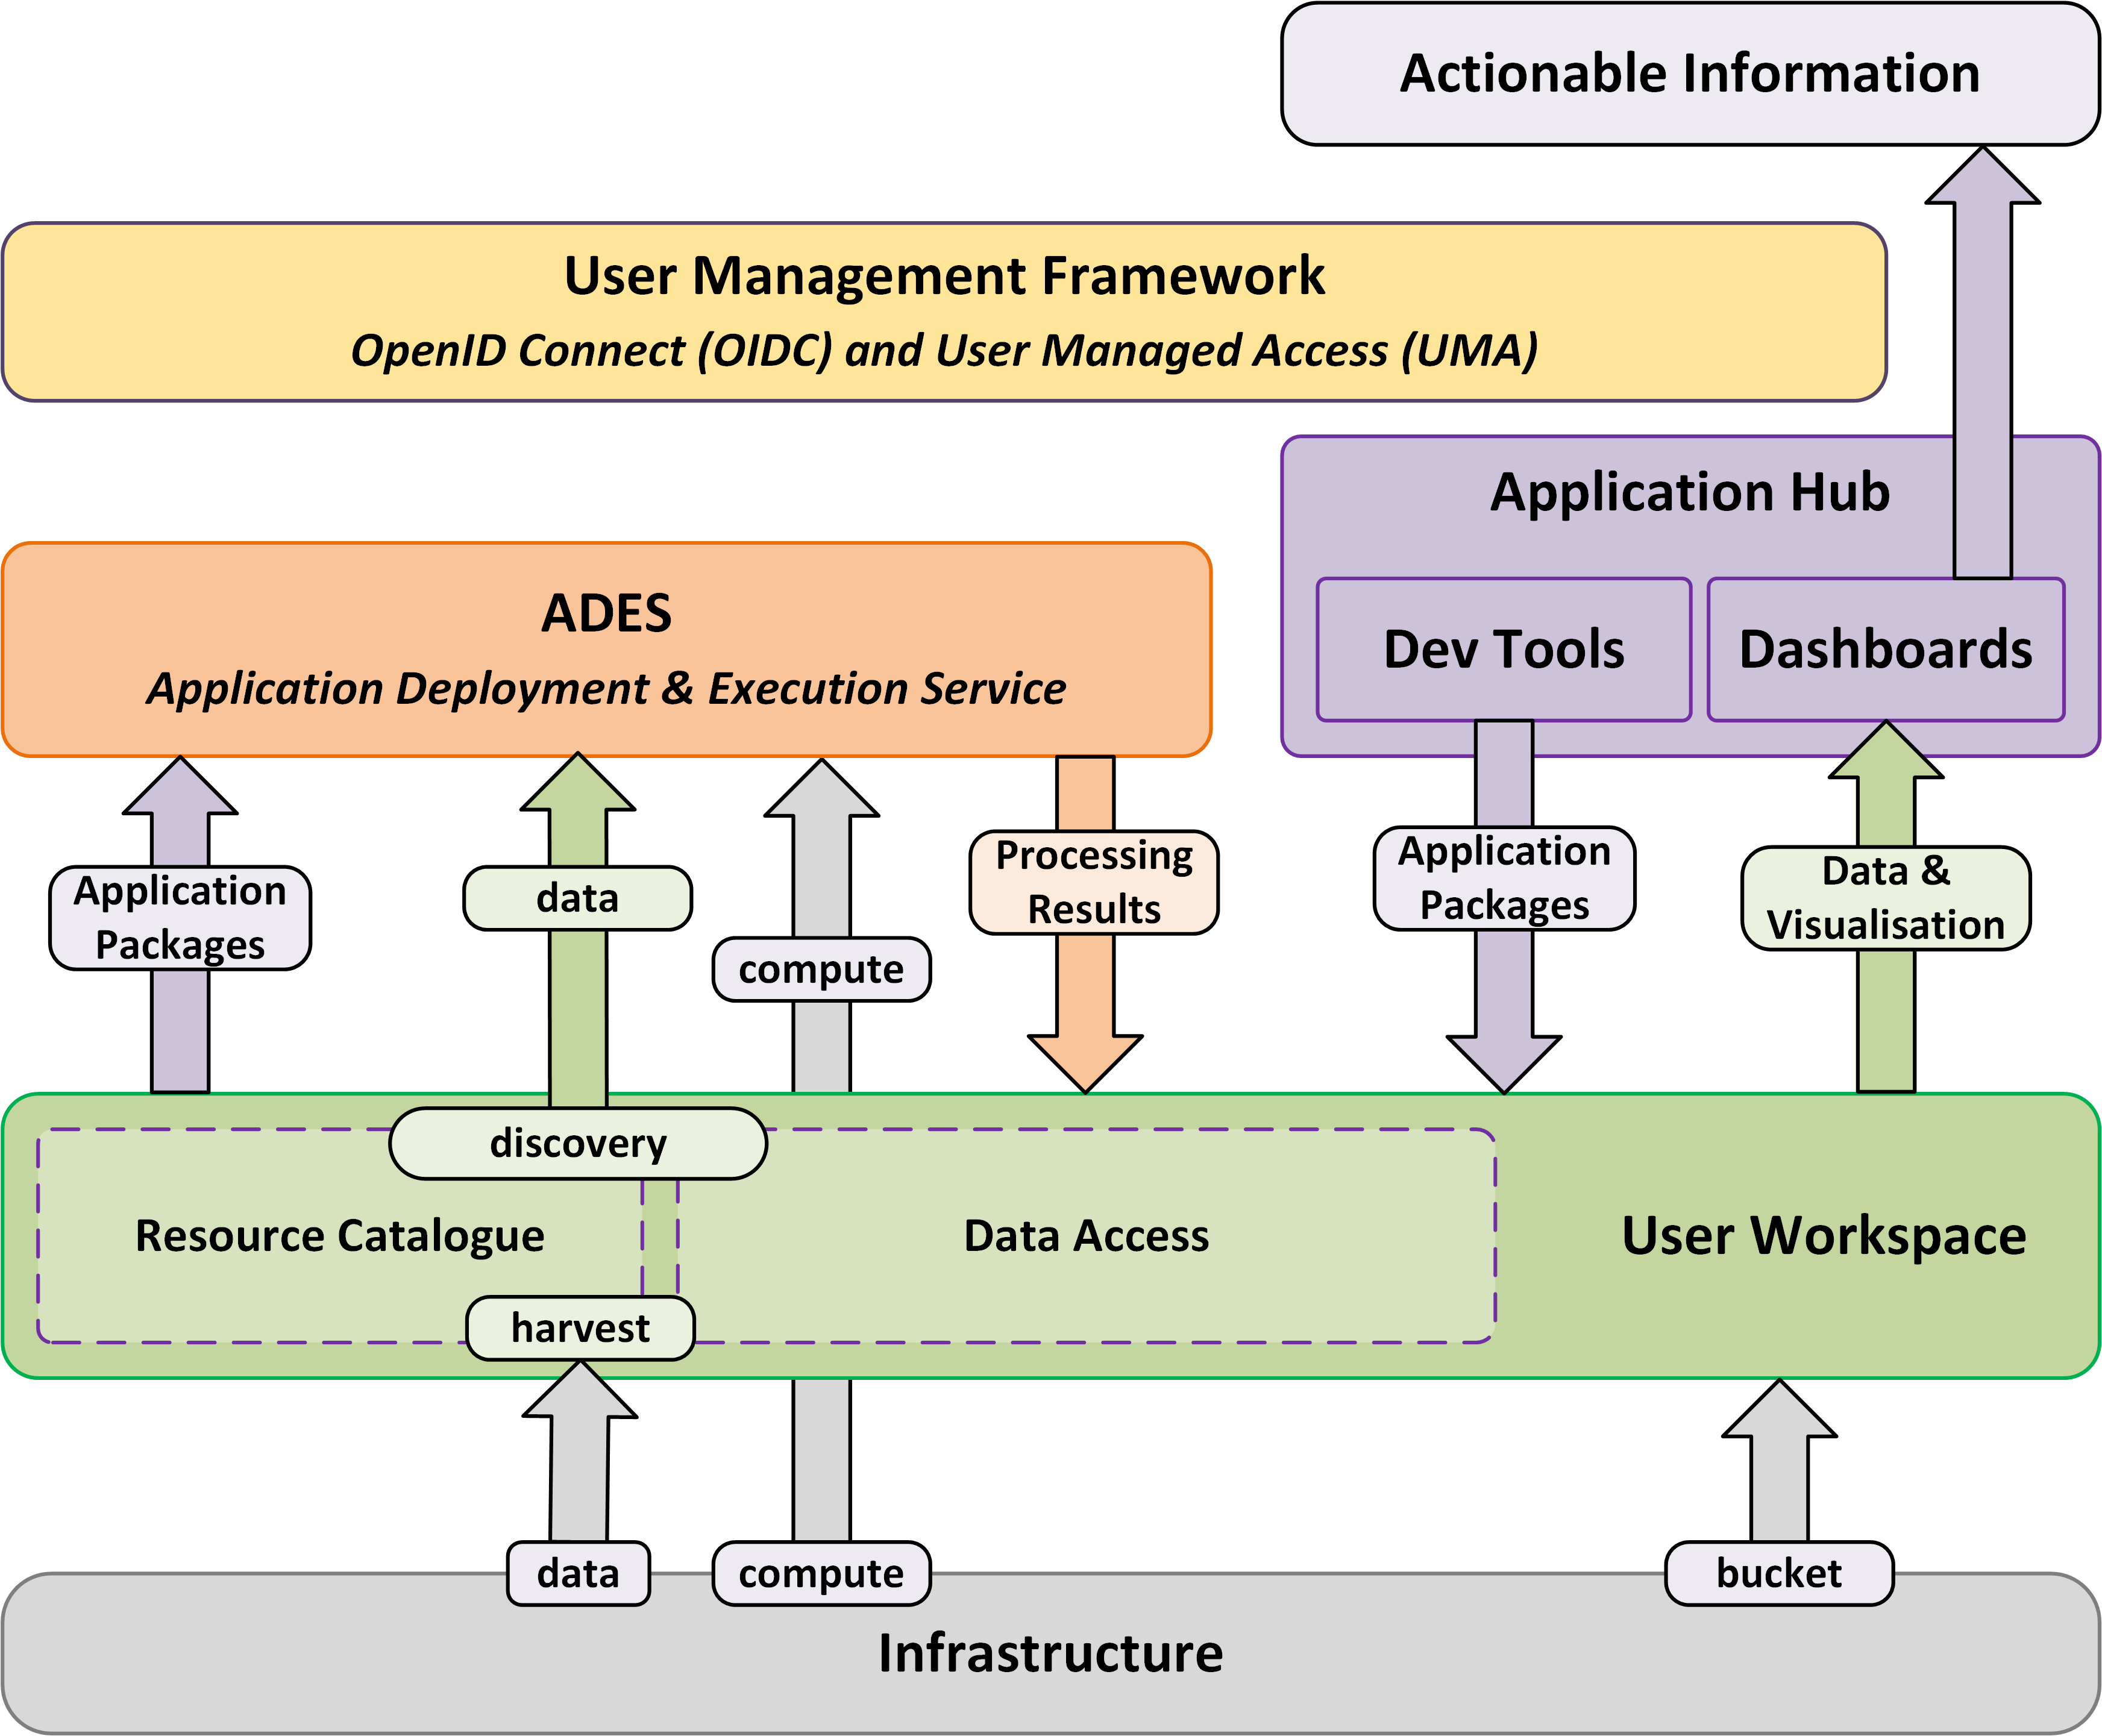 Actionable Information
User Management Framework
OpenID Connect (OIDC) and User Managed Access (UMA)
Application Hub
Dev Tools
Dashboards
ADES
Application Deployment & Execution Service
Application
Packages
data
compute
Processing
Results
Application
Packages
Data &
Visualisation
discovery
Resource Catalogue
Data Access
User Workspace
harvest
data
compute
bucket
Infrastructure